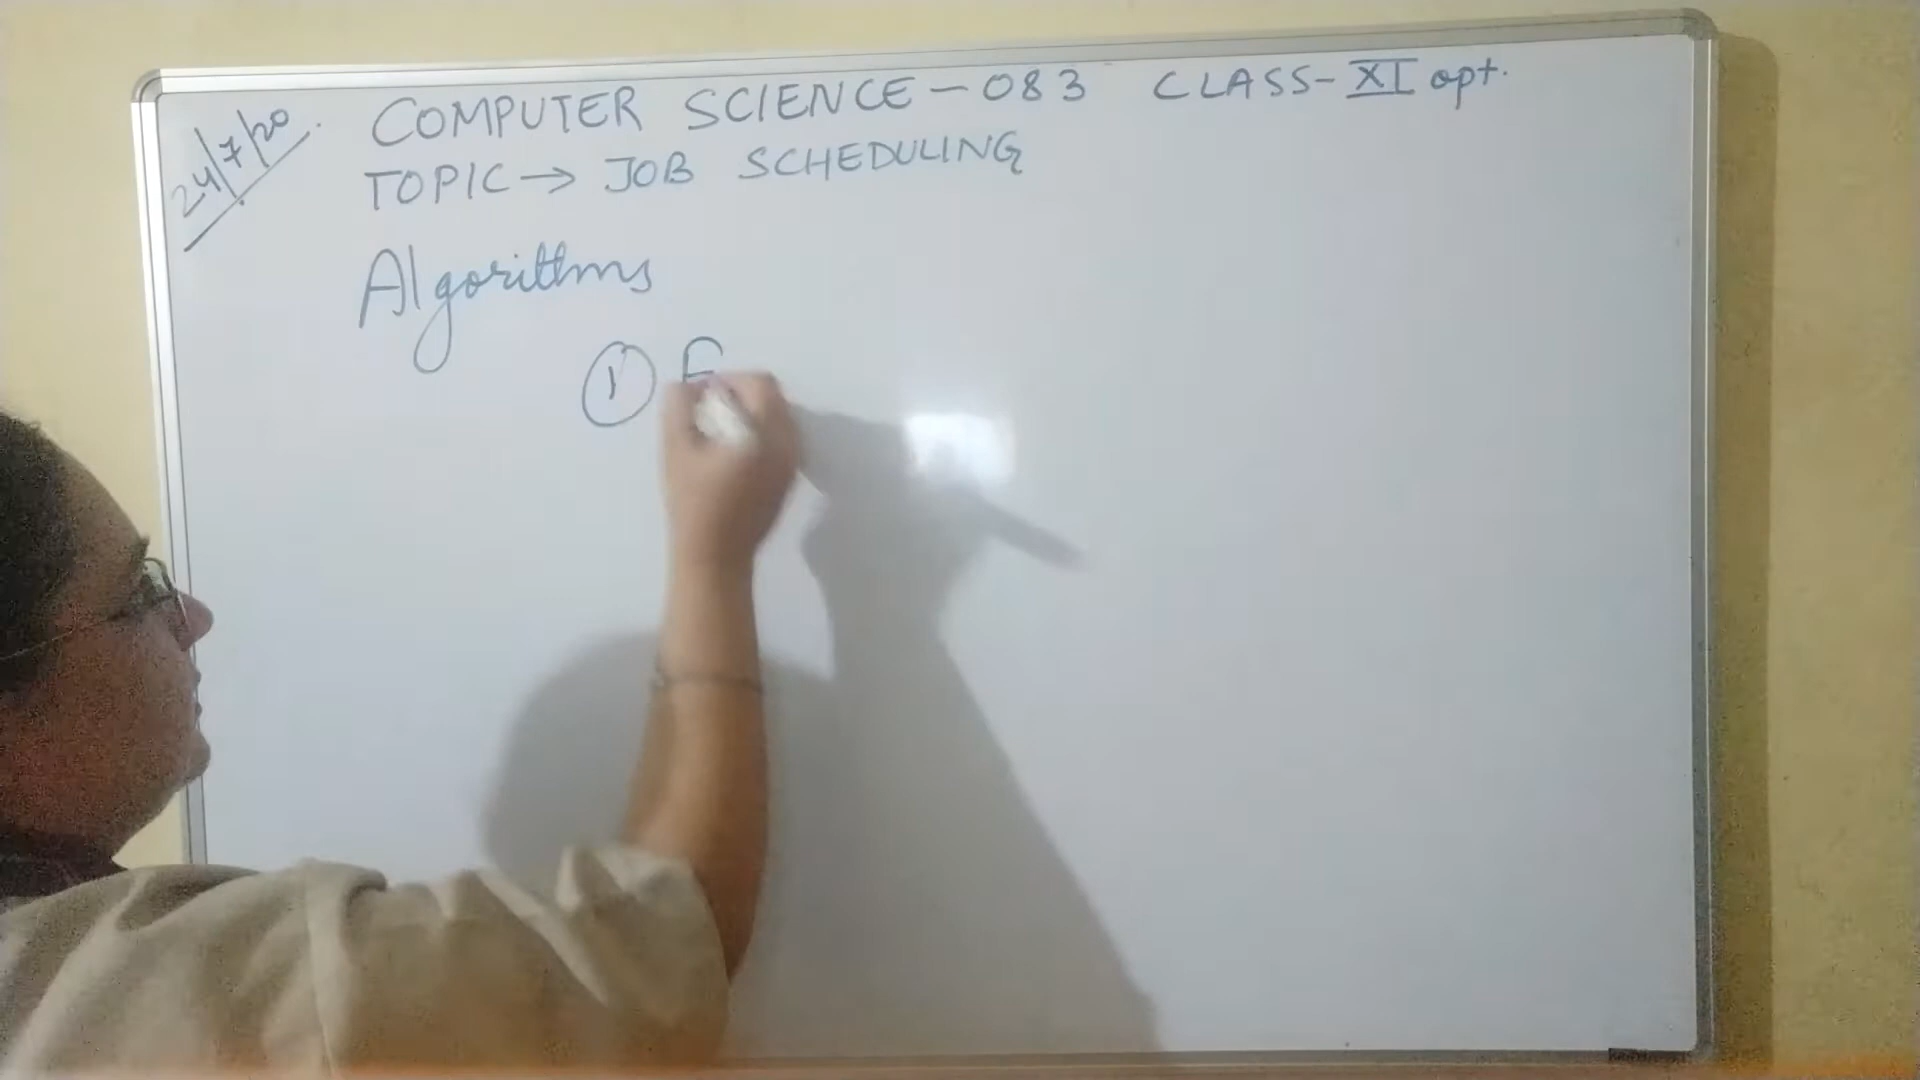 24/7/20.
COMPUTER SCIENCE - 083 CLASS - XI opt.
TOPIC → JOB SCHEDULING
Algorithms
① F